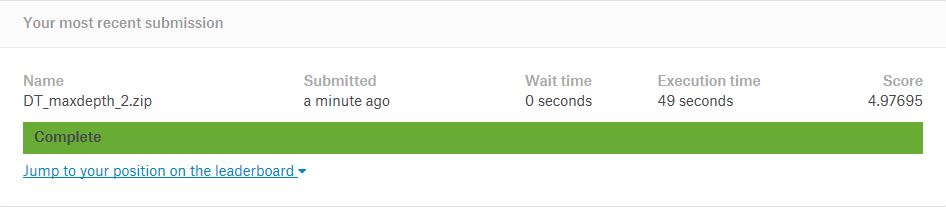 Your most recent submission
Name Submitted Wait time Execution time Score
DT_maxdepth_2.zip a minute ago 0 seconds 49 seconds 4.97695
Complete
Jump to your position on the leaderboard